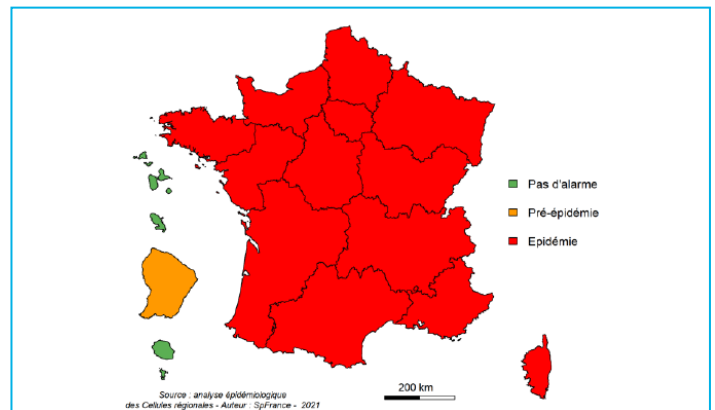 Pas d'alarme
Pré-épidémie
Epidémie
Source : analyse épidémiologique
des Cellules régionales - Auteur : SpFrance - 2021
200 km